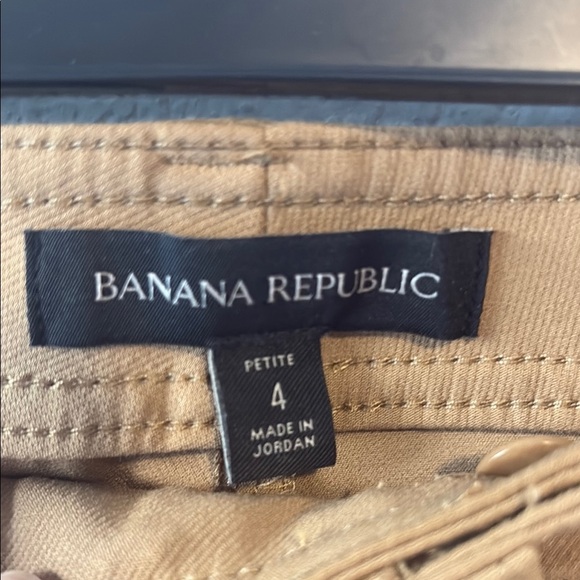 BANANA REPUBLIC
PETITE
4
MADE IN
JORDAN